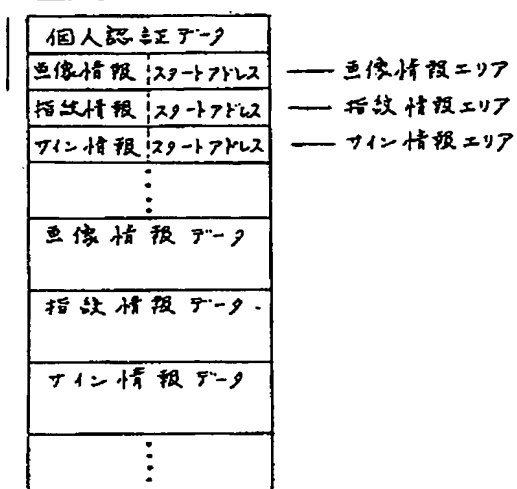 個人認証データ
画像情報 スタートアドレス ── 画像情報エリア
指紋情報 スタートアドレス ── 指紋情報エリア
サイン情報 スタートアドレス ── サイン情報エリア
画像情報データ
指紋情報データ
サイン情報データ